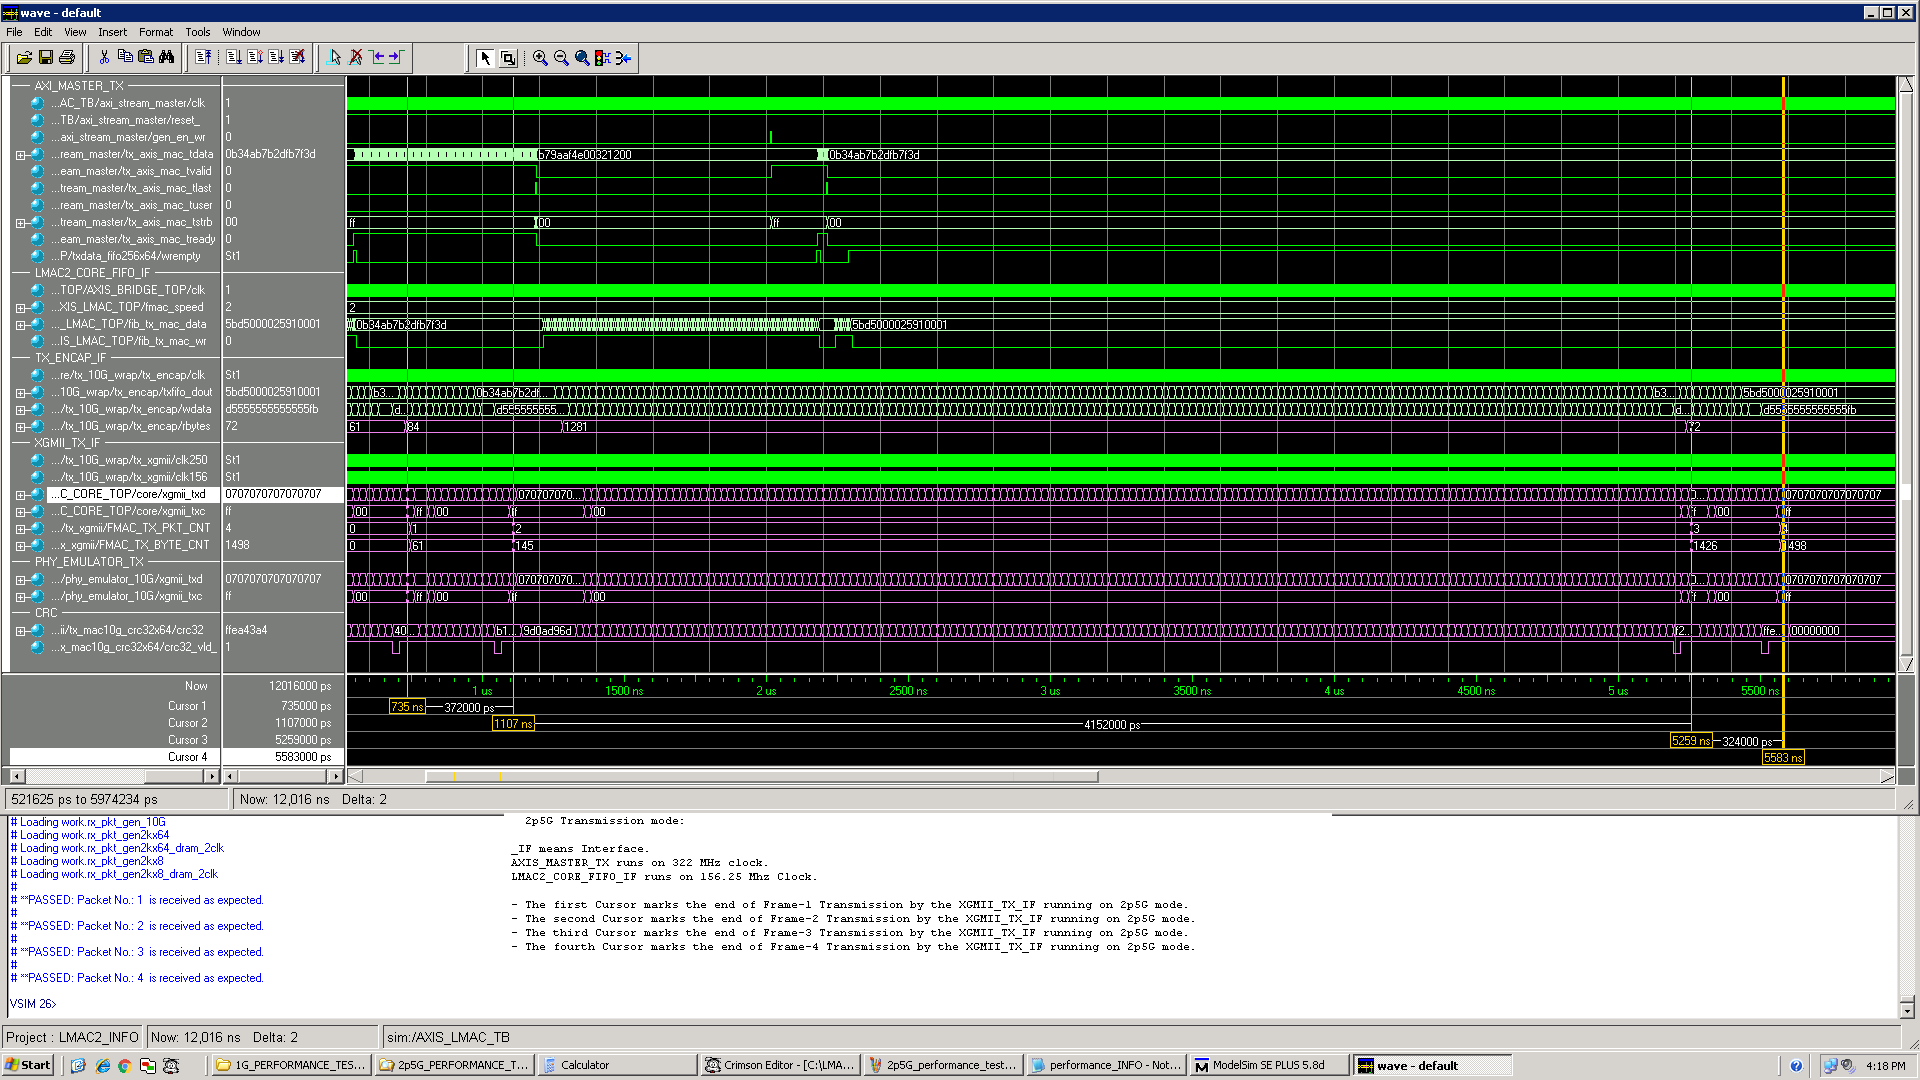 wave - default
File Edit View Insert Format Tools Window
AXI_MASTER_TX
...AC_TB/axi_stream_master/clk 1
...TB/axi_stream_master/reset_ 1
...axi_stream_master/gen_en_wr 0
...ream_master/tx_axis_mac_tdata 0b34ab7b2dfb7f3d b79aaf4e00321200 0b34ab7b2dfb7f3d
...eam_master/tx_axis_mac_tvalid 0
...tream_master/tx_axis_mac_tlast 0
...ream_master/tx_axis_mac_tuser 0
...tream_master/tx_axis_mac_tstrb 00 ff 00 ff 00
...eam_master/tx_axis_mac_tready 0
...P/txdata_fifo256x64/wrempty St1
LMAC2_CORE_FIFO_IF
...TOP/AXIS_BRIDGE_TOP/clk 1
...XIS_LMAC_TOP/fmac_speed 2 2
..._LMAC_TOP/fib_tx_mac_data 5bd5000025910001 0b34ab7b2dfb7f3d 5bd5000025910001
...IS_LMAC_TOP/fib_tx_mac_wr 0
TX_ENCAP_IF
...re/tx_10G_wrap/tx_encap/clk St1
...10G_wrap/tx_encap/txfifo_dout 5bd5000025910001 b3... 0b34ab7b2df... b3... 5bd5000025910001
.../tx_10G_wrap/tx_encap/wdata d5555555555555fb d... d555555555... d... d5555555555555fb
.../tx_10G_wrap/tx_encap/rbytes 72 61 84 1281 72
XGMII_TX_IF
.../tx_10G_wrap/tx_xgmii/clk250 St1
.../tx_10G_wrap/tx_xgmii/clk156 St1
...C_CORE_TOP/core/xgmii_txd 0707070707070707 070707070... 0... 0707070707070707
...C_CORE_TOP/core/xgmii_txc ff 00 ff 00 ff 00 f 00 ff
.../tx_xgmii/FMAC_TX_PKT_CNT 4 0 1 2 3 4
...x_xgmii/FMAC_TX_BYTE_CNT 1498 0 61 145 1426 1498
PHY_EMULATOR_TX
.../phy_emulator_10G/xgmii_txd 0707070707070707 070707070... 0... 0707070707070707
.../phy_emulator_10G/xgmii_txc ff 00 ff 00 ff 00 f 00 ff
CRC
...ii/tx_mac10g_crc32x64/crc32 ffea43a4 40... b1... 9d0ad96d f2... ffe... 00000000
...x_mac10g_crc32x64/crc32_vld_ 1
Now 12016000 ps 1 us 1500 ns 2 us 2500 ns 3 us 3500 ns 4 us 4500 ns 5 us 5500 ns
Cursor 1 735000 ps 735 ns 372000 ps
Cursor 2 1107000 ps 1107 ns 4152000 ps
Cursor 3 5259000 ps 5259 ns 324000 ps
Cursor 4 5583000 ps 5583 ns
521625 ps to 5974234 ps Now: 12,016 ns Delta: 2
# Loading work.rx_pkt_gen_10G
# Loading work.rx_pkt_gen2kx64
# Loading work.rx_pkt_gen2kx64_dram_2clk
# Loading work.rx_pkt_gen2kx8
# Loading work.rx_pkt_gen2kx8_dram_2clk
#
# **PASSED: Packet No.: 1 is received as expected.
#
# **PASSED: Packet No.: 2 is received as expected.
#
# **PASSED: Packet No.: 3 is received as expected.
#
# **PASSED: Packet No.: 4 is received as expected.
VSIM 26>
2p5G Transmission mode:
_IF means Interface.
AXIS_MASTER_TX runs on 322 MHz clock.
LMAC2_CORE_FIFO_IF runs on 156.25 Mhz Clock.
- The first Cursor marks the end of Frame-1 Transmission by the XGMII_TX_IF running on 2p5G mode.
- The second Cursor marks the end of Frame-2 Transmission by the XGMII_TX_IF running on 2p5G mode.
- The third Cursor marks the end of Frame-3 Transmission by the XGMII_TX_IF running on 2p5G mode.
- The fourth Cursor marks the end of Frame-4 Transmission by the XGMII_TX_IF running on 2p5G mode.
Project : LMAC2_INFO Now: 12,016 ns Delta: 2 sim:/AXIS_LMAC_TB
Start 1G_PERFORMANCE_TES... 2p5G_PERFORMANCE_T... Calculator Crimson Editor - [C:\LMA... 2p5G_performance_test... performance_INFO - Not... ModelSim SE PLUS 5.8d wave - default 4:18 PM